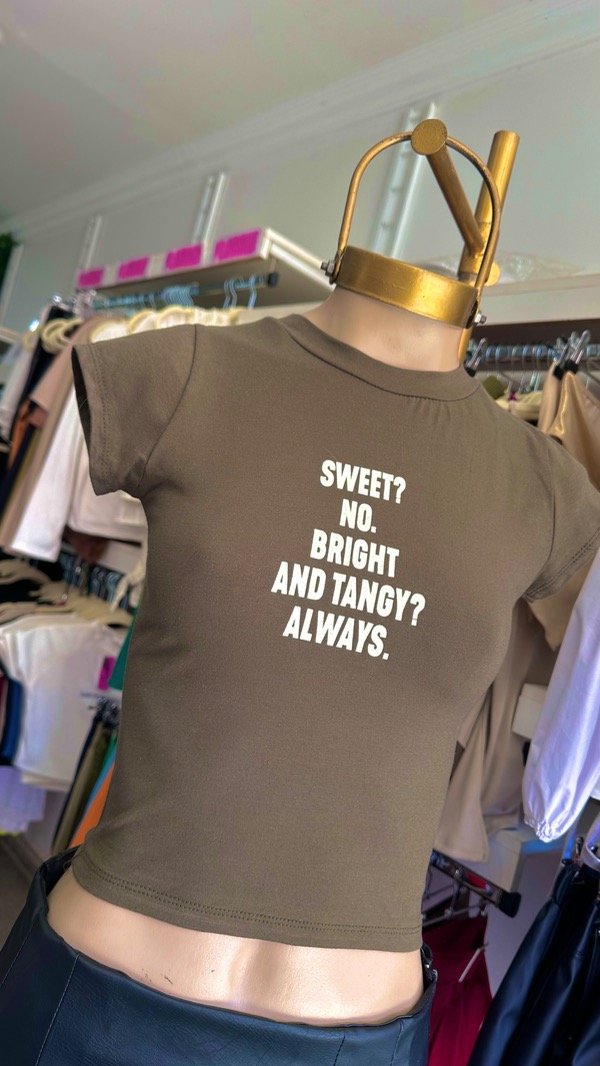 SWEET?
NO.
BRIGHT
AND TANGY?
ALWAYS.